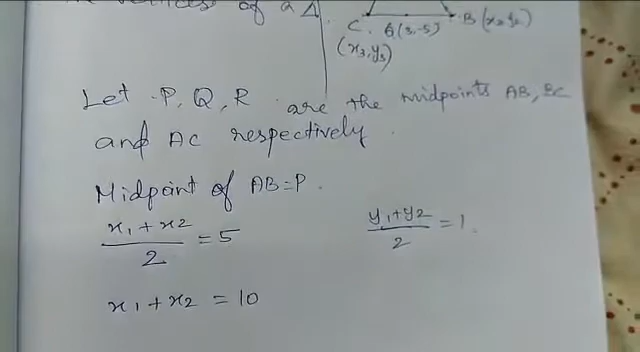 of a Δ
C Q(3,-5) B (x2,y2)
(x3,y3)
Let P, Q, R are the midpoints AB, BC
and AC respectively
Midpoint of AB=P.
x1+x2/2 = 5 y1+y2/2 = 1
x1+x2 = 10